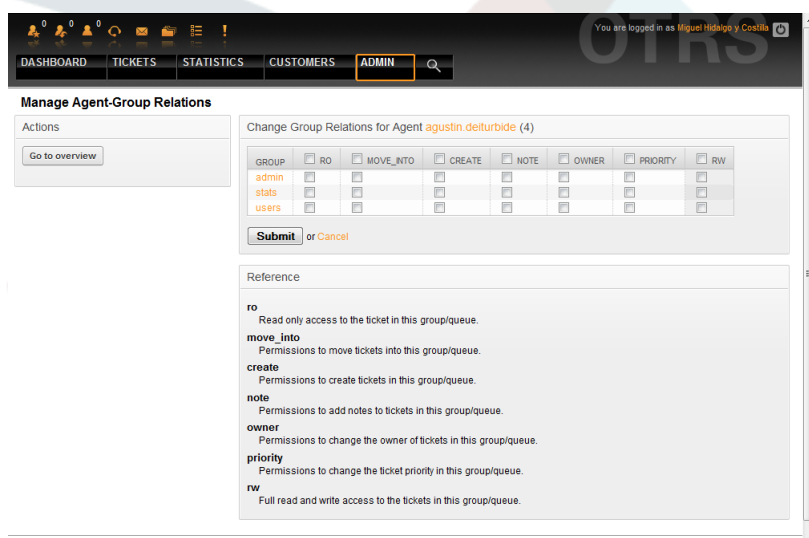 OTRS
0 0 0
You are logged in as Miguel Hidalgo y Costilla
DASHBOARD TICKETS STATISTICS CUSTOMERS ADMIN
Manage Agent-Group Relations
Actions
Go to overview
Change Group Relations for Agent agustin.deiturbide (4)
GROUP RO MOVE_INTO CREATE NOTE OWNER PRIORITY RW
admin
stats
users
Submit or Cancel
Reference
ro
Read only access to the ticket in this group/queue.
move_into
Permissions to move tickets into this group/queue.
create
Permissions to create tickets in this group/queue.
note
Permissions to add notes to tickets in this group/queue.
owner
Permissions to change the owner of tickets in this group/queue.
priority
Permissions to change the ticket priority in this group/queue.
rw
Full read and write access to the tickets in this group/queue.